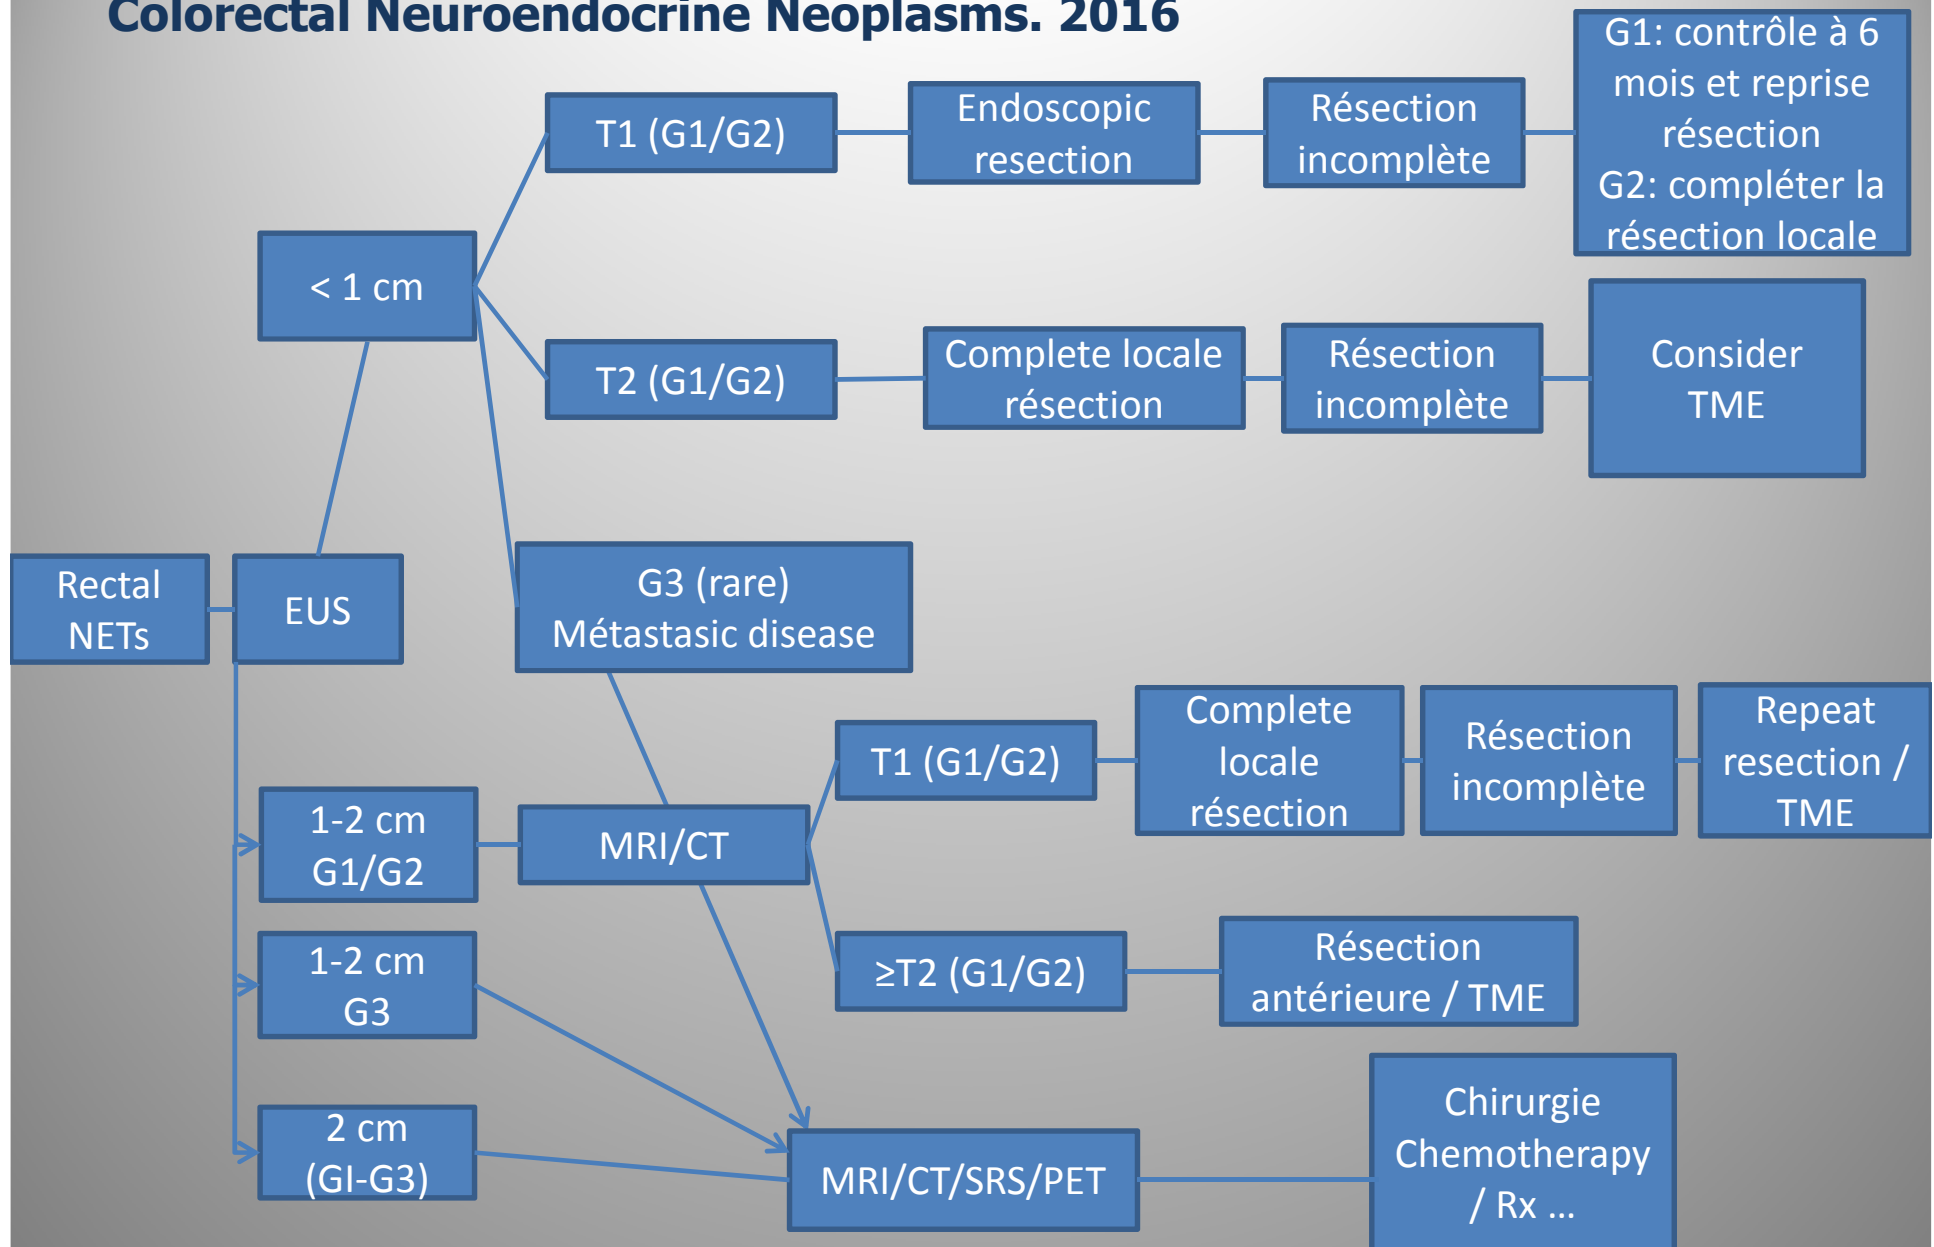 Colorectal Neuroendocrine Neoplasms. 2016
T1 (G1/G2)
Endoscopic
resection
Résection
incomplète
G1: contrôle à 6
mois et reprise
résection
G2: compléter la
résection locale
< 1 cm
T2 (G1/G2)
Complete locale
résection
Résection
incomplète
Consider
TME
Rectal
NETs
EUS
G3 (rare)
Métastasic disease
1-2 cm
G1/G2
MRI/CT
T1 (G1/G2)
Complete
locale
résection
Résection
incomplète
Repeat
resection /
TME
≥T2 (G1/G2)
Résection
antérieure / TME
1-2 cm
G3
2 cm
(GI-G3)
MRI/CT/SRS/PET
Chirurgie
Chemotherapy
/ Rx ...